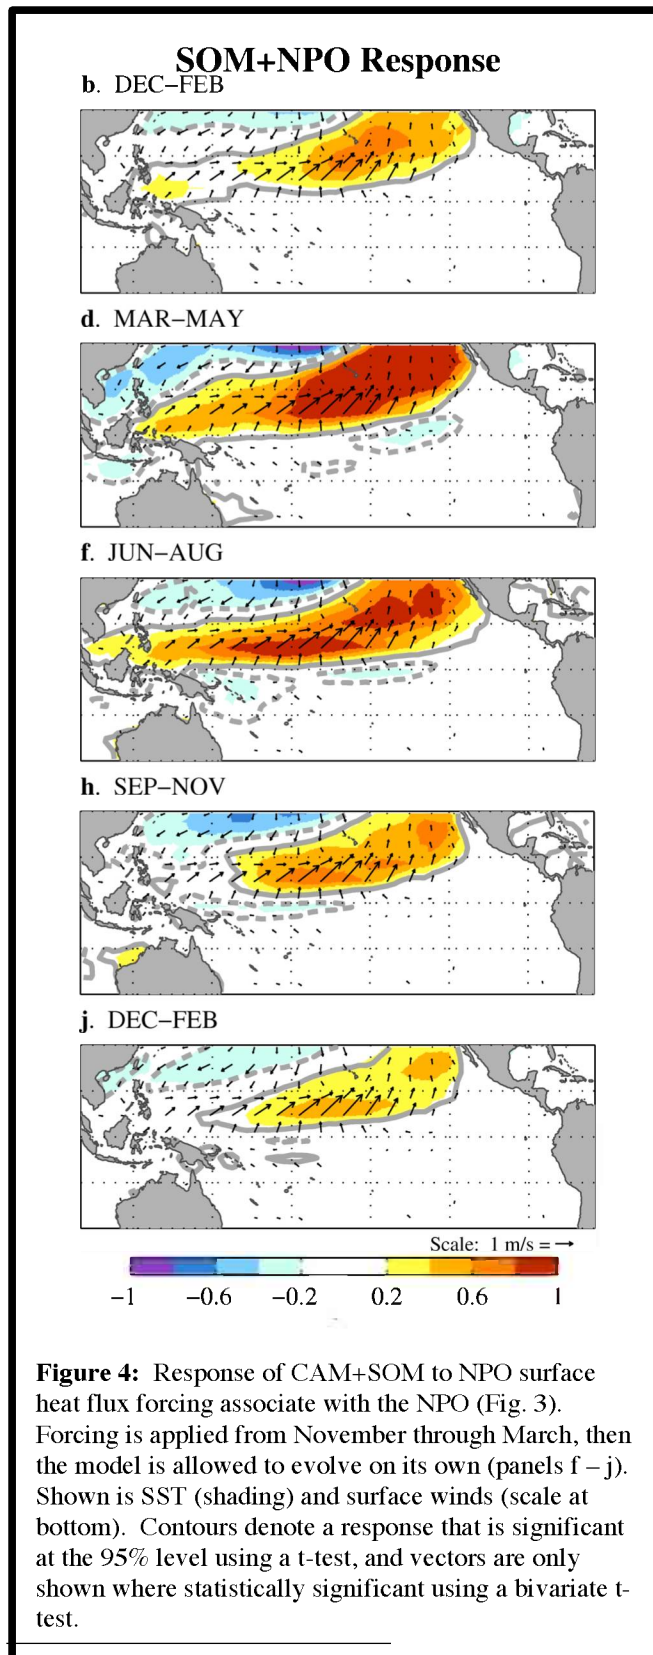 SOM+NPO Response
b. DEC–FEB
d. MAR–MAY
f. JUN–AUG
h. SEP–NOV
j. DEC–FEB
Scale: 1 m/s =
−1 −0.6 −0.2 0.2 0.6 1
Figure 4: Response of CAM+SOM to NPO surface
heat flux forcing associate with the NPO (Fig. 3).
Forcing is applied from November through March, then
the model is allowed to evolve on its own (panels f – j).
Shown is SST (shading) and surface winds (scale at
bottom). Contours denote a response that is significant
at the 95% level using a t-test, and vectors are only
shown where statistically significant using a bivariate t-
test.